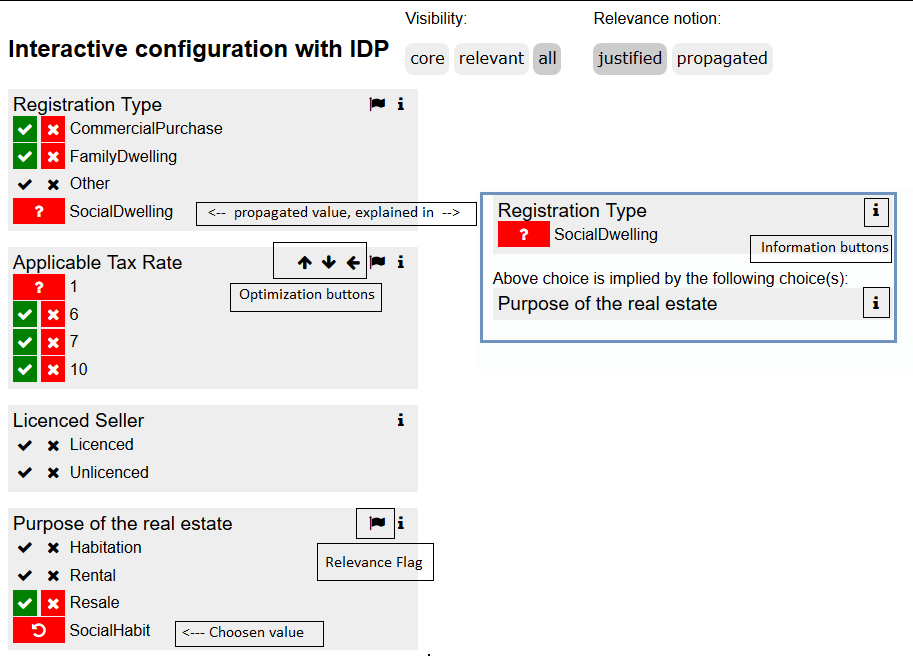 Visibility:
Relevance notion:
Interactive configuration with IDP
core relevant all
justified propagated
Registration Type
CommercialPurchase
FamilyDwelling
Other
? SocialDwelling
<-- propagated value, explained in -->
Applicable Tax Rate
? 1
6
7
10
Optimization buttons
Licenced Seller
Licenced
Unlicenced
Purpose of the real estate
Habitation
Rental
Resale
SocialHabit
Relevance Flag
<--- Choosen value
Registration Type
? SocialDwelling
Information buttons
Above choice is implied by the following choice(s):
Purpose of the real estate